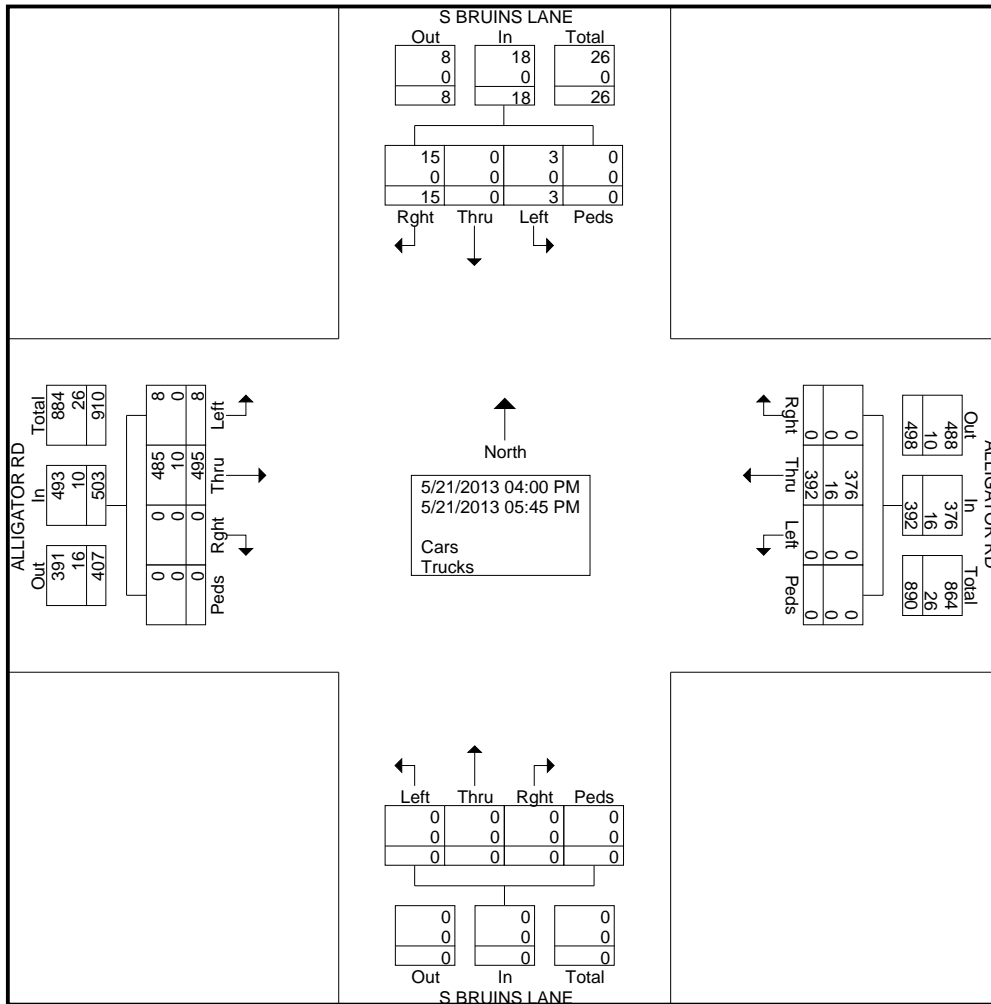 S BRUINS LANE
Out In Total
8 18 26
0 0 0
8 18 26
15 0 3 0
0 0 0 0
15 0 3 0
Rght Thru Left Peds
ALLIGATOR RD
Total In Out
884 493 391
26 10 16
910 503 407
8 485 0 0
0 10 0 0
8 495 0 0
Left Thru Rght Peds
North
5/21/2013 04:00 PM
5/21/2013 05:45 PM
Cars
Trucks
Rght Thru Left Peds
0 376 0 0
0 16 0 0
0 392 0 0
ALLIGATOR RD
Out In Total
488 376 864
10 16 26
498 392 890
Left Thru Rght Peds
0 0 0 0
0 0 0 0
0 0 0 0
0 0 0
0 0 0
0 0 0
Out In Total
S BRUINS LANE